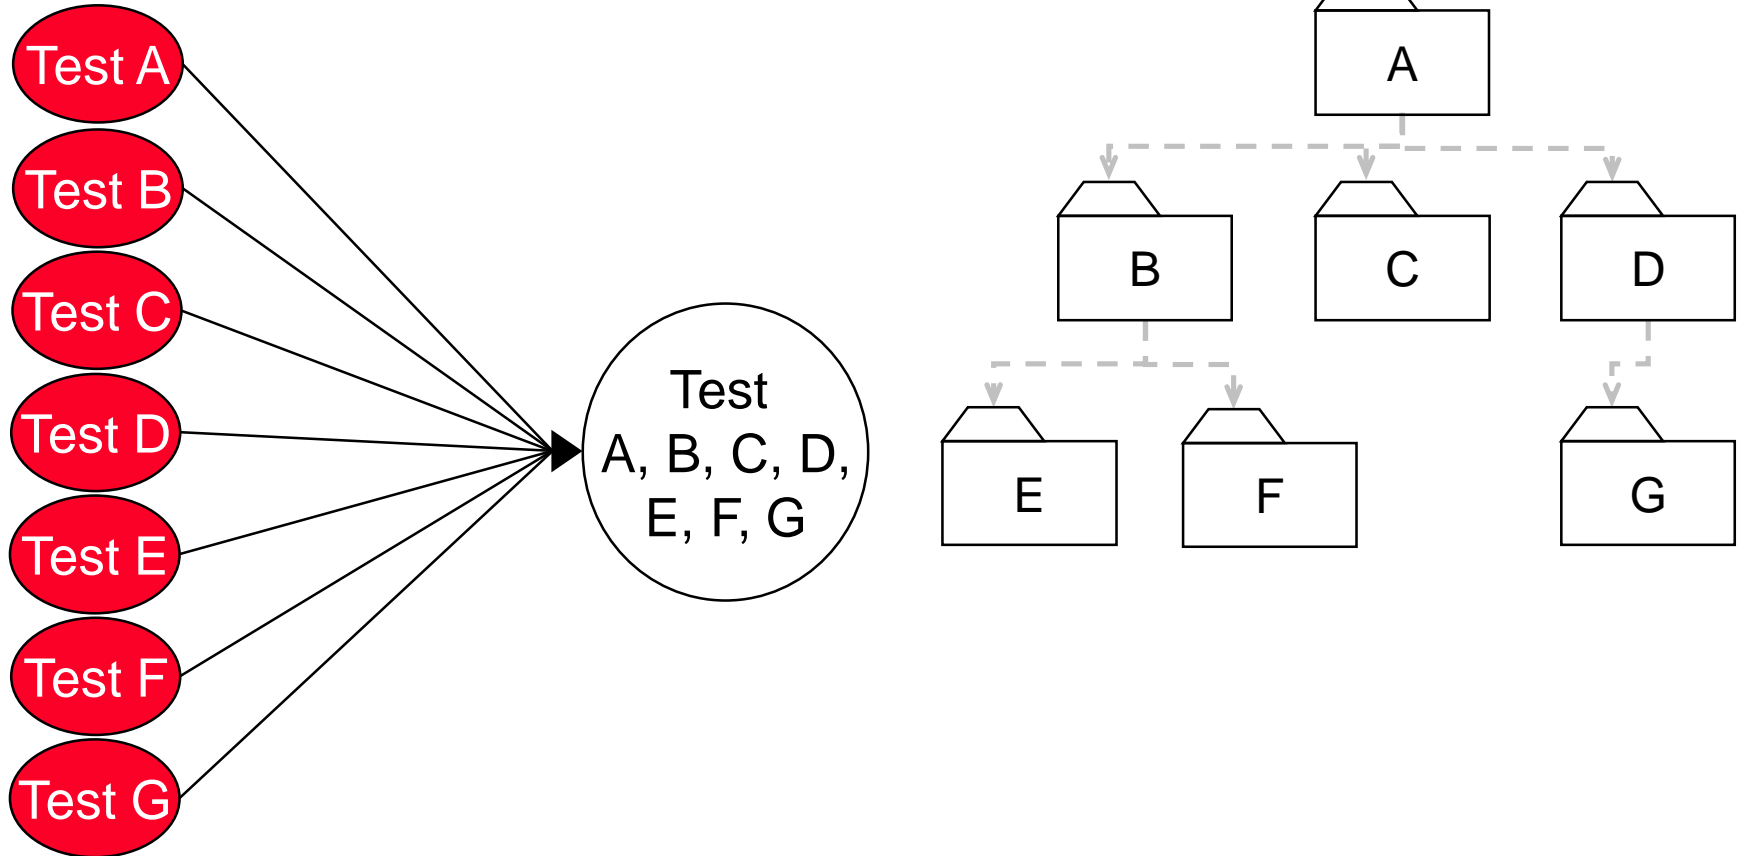 Test A
Test B
Test C
Test D
Test E
Test F
Test G
Test
A, B, C, D,
E, F, G
A
B
C
D
E
F
G